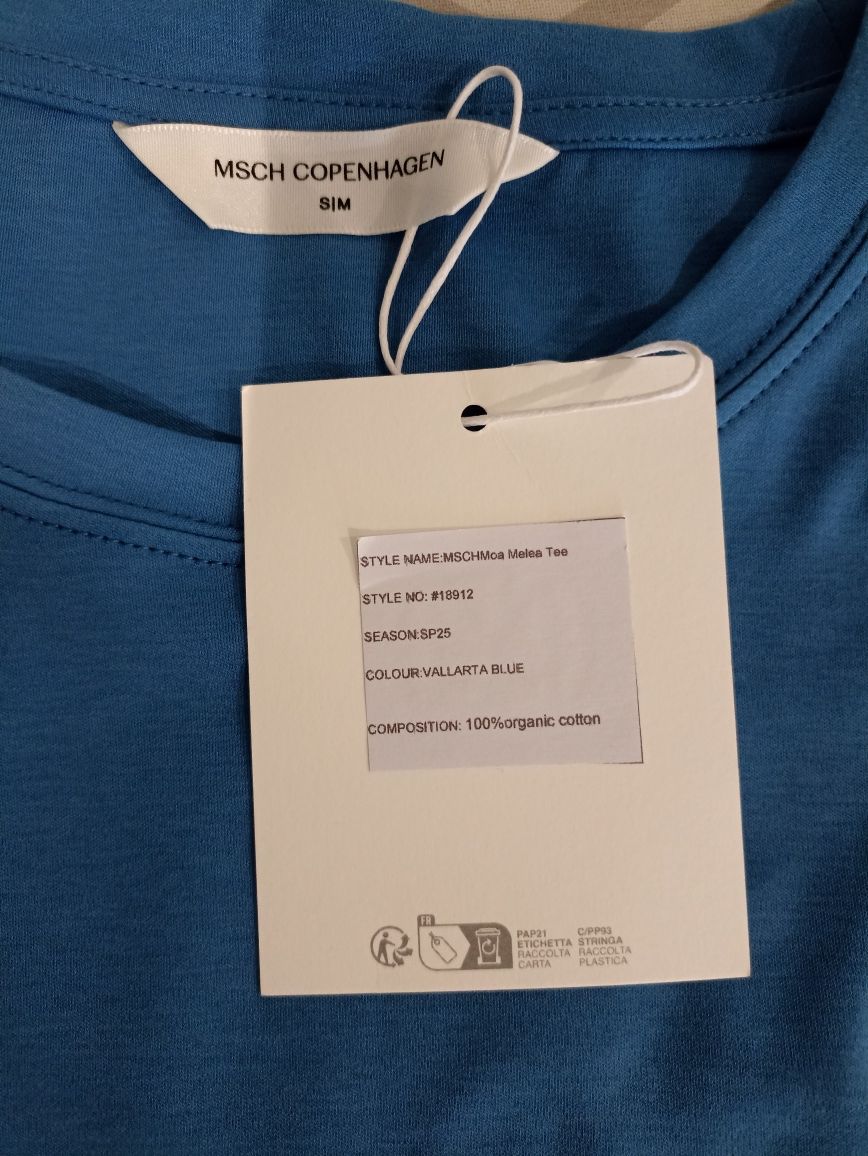 MSCH COPENHAGEN
S|M
STYLE NAME:MSCHMoa Melea Tee
STYLE NO: #18912
SEASON:SP25
COLOUR:VALLARTA BLUE
COMPOSITION: 100%organic cotton
FR
PAP21
ETICHETTA
RACCOLTA
CARTA
C/PP93
STRINGA
RACCOLTA
PLASTICA